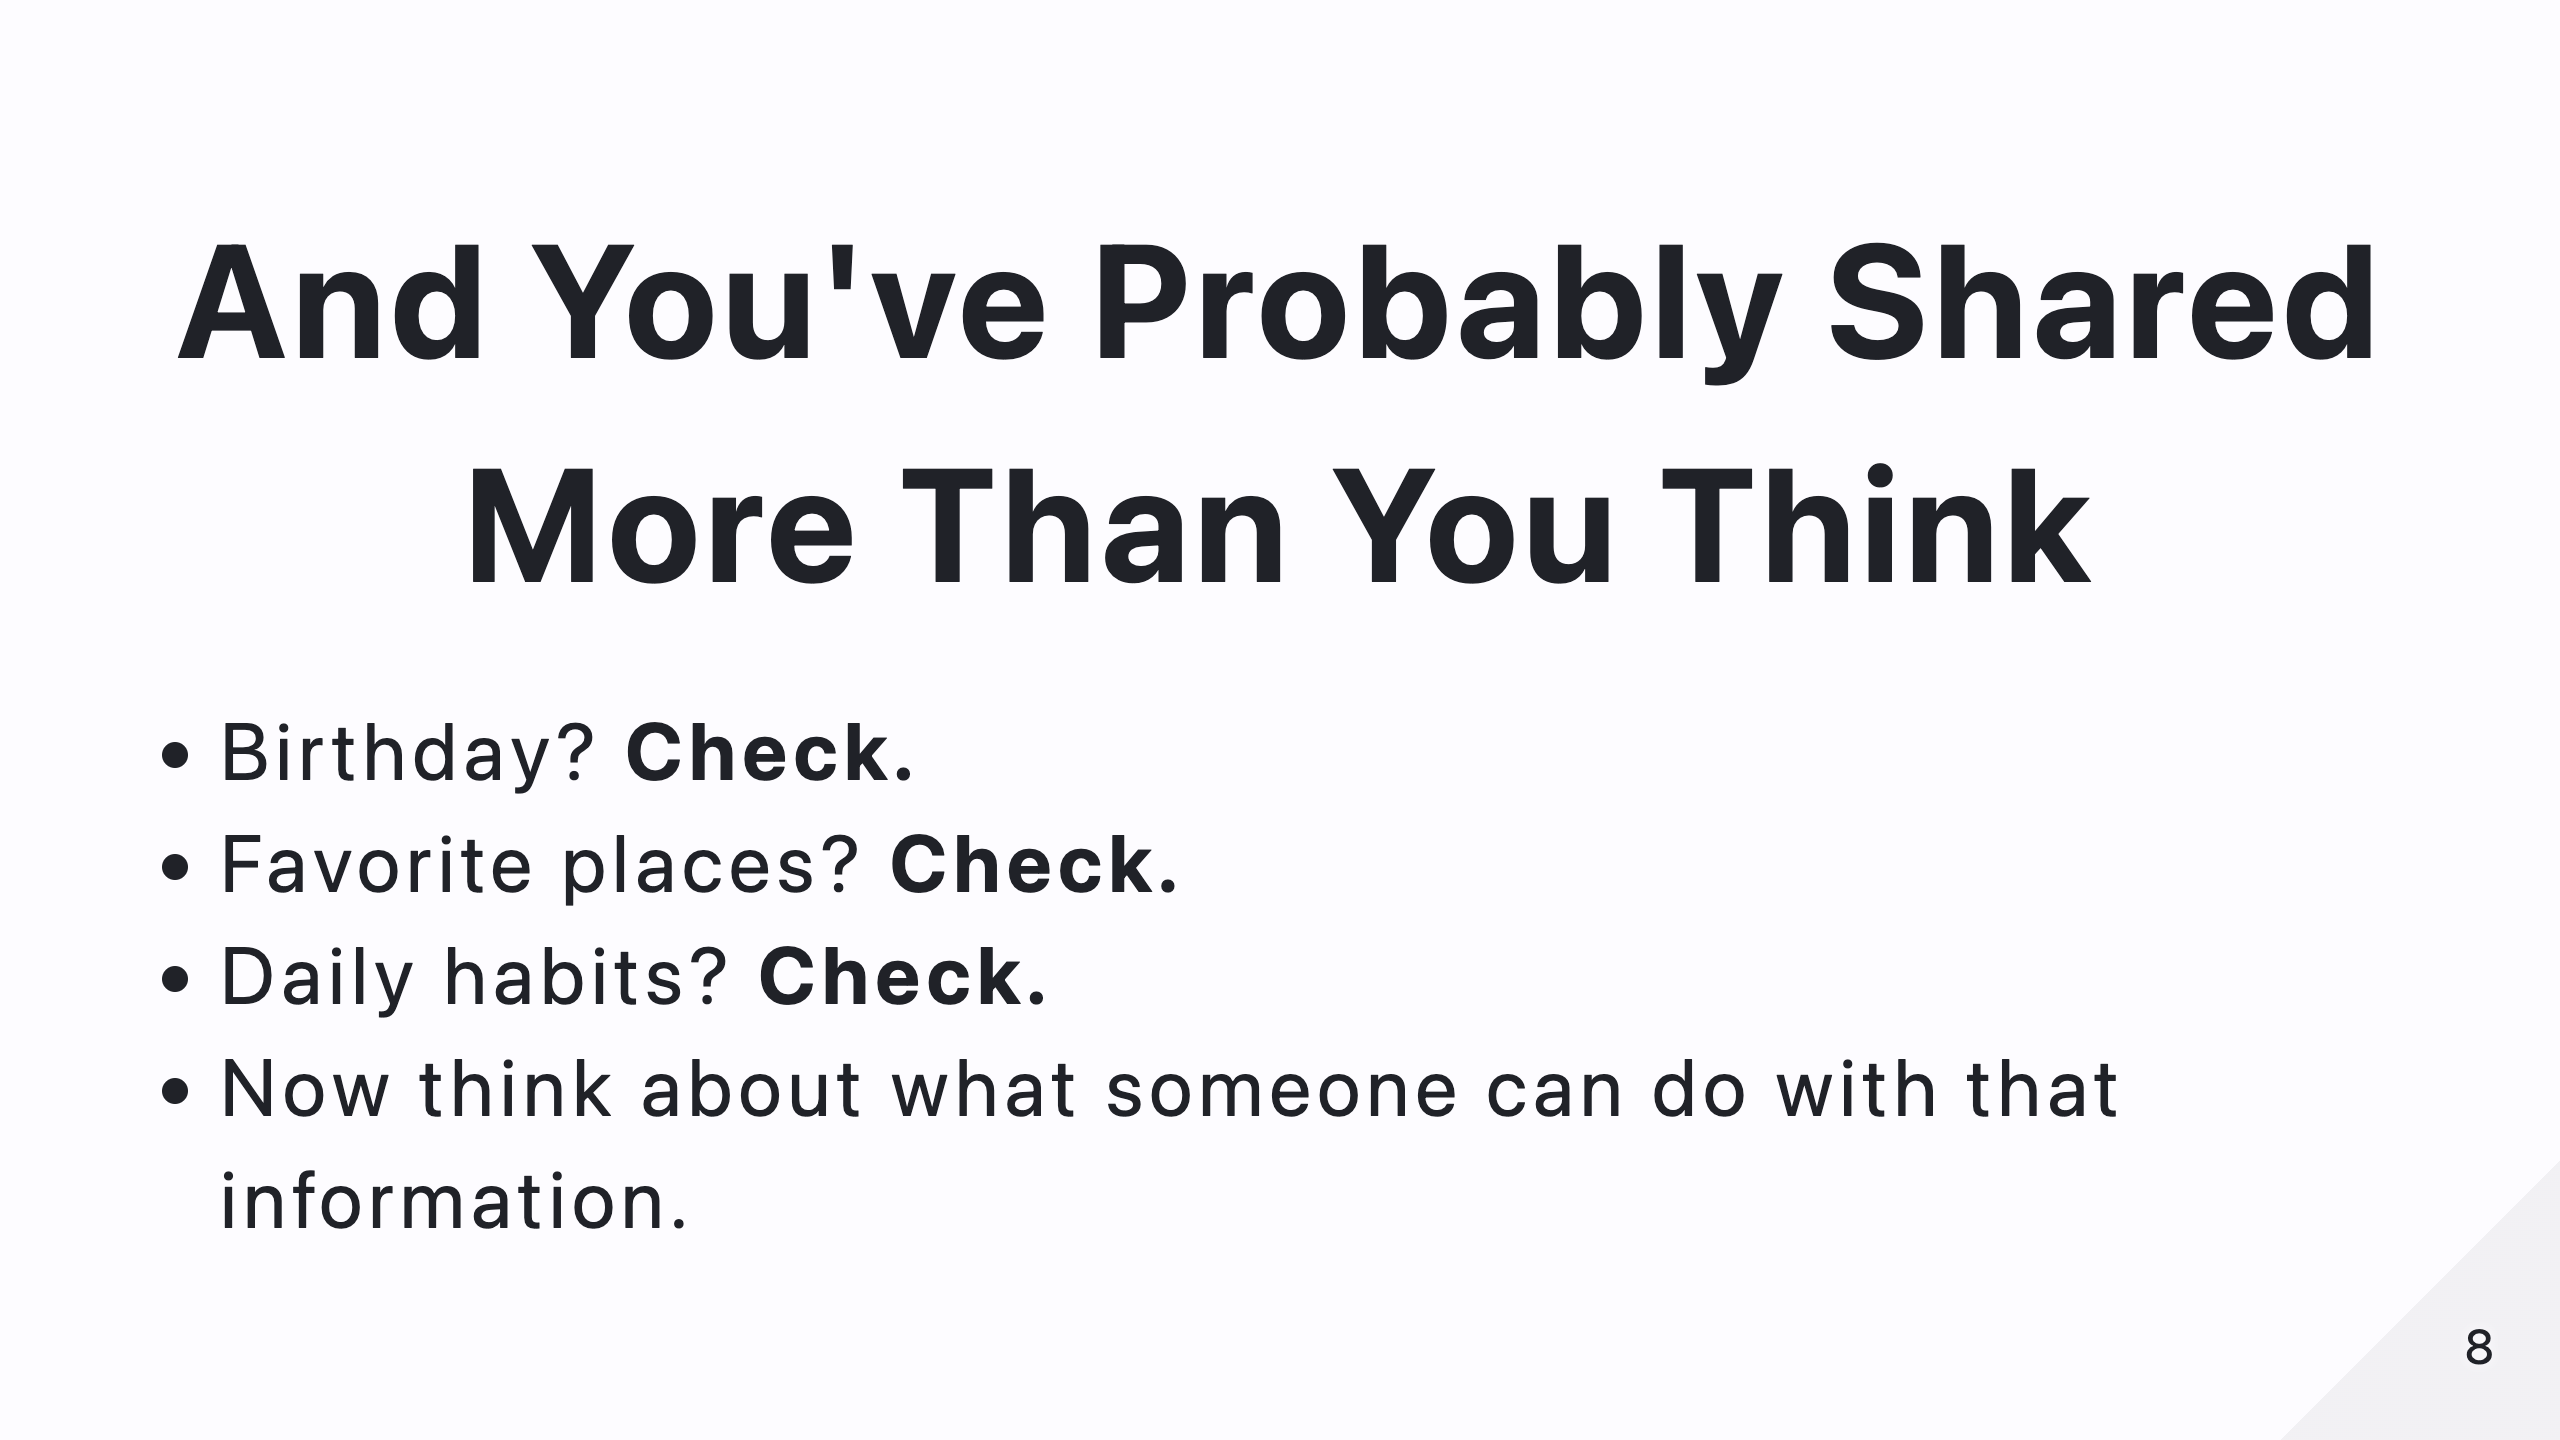 And You've Probably Shared
More Than You Think
• Birthday? Check.
• Favorite places? Check.
• Daily habits? Check.
• Now think about what someone can do with that
information.
8